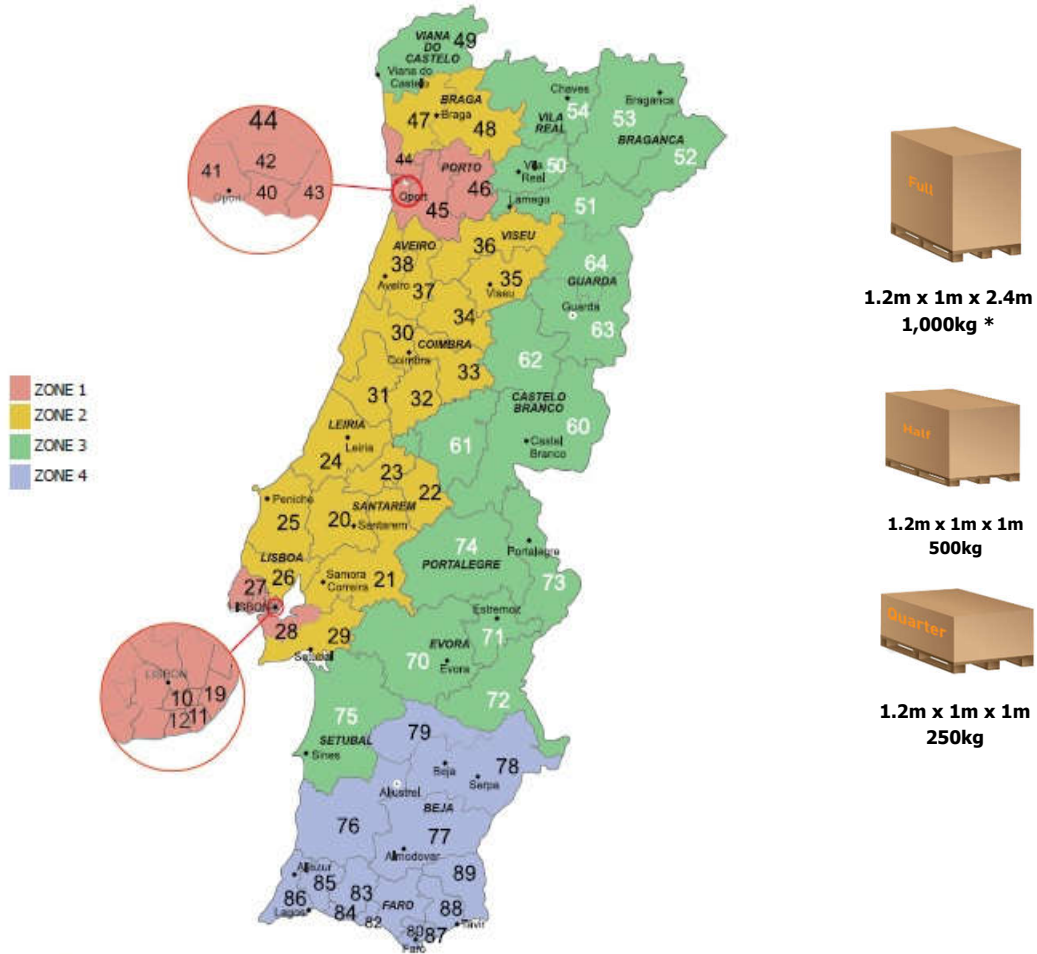 VIANA
DO
CASTELO
49
Viana do
Castelo
BRAGA
Braga
47
48
Chaves
54
VILA
REAL
53
Bragança
BRAGANCA
52
44
41
42
40
43
Oport
44
PORTO
46
Oport
45
Vila
Real
50
Lamego
51
AVEIRO
VISEU
36
38
Aveiro
37
35
Viseu
64
GUARDA
Guarda
63
34
30
COIMBRA
Coimbra
33
62
31
32
CASTELO
BRANCO
60
LEIRIA
Leiria
61
Castel
Branco
24
23
22
Peniche
SANTAREM
25
20
Santarem
74
Portalegre
PORTALEGRE
73
LISBOA
26
27
Samora
Correira
21
LISBON
28
29
Setubal
Estremoz
71
EVORA
70
Evora
72
LISBON
10
19
12
11
75
SETUBAL
Sines
79
Beja
78
Serpa
Aljustrel
BEJA
76
77
Almodovar
Aljezur
85
83
89
86
FARO
Lagos
84
82
88
80
87
Tavir
Faro
ZONE 1
ZONE 2
ZONE 3
ZONE 4
Full
1.2m x 1m x 2.4m
1,000kg *
Half
1.2m x 1m x 1m
500kg
Quarter
1.2m x 1m x 1m
250kg